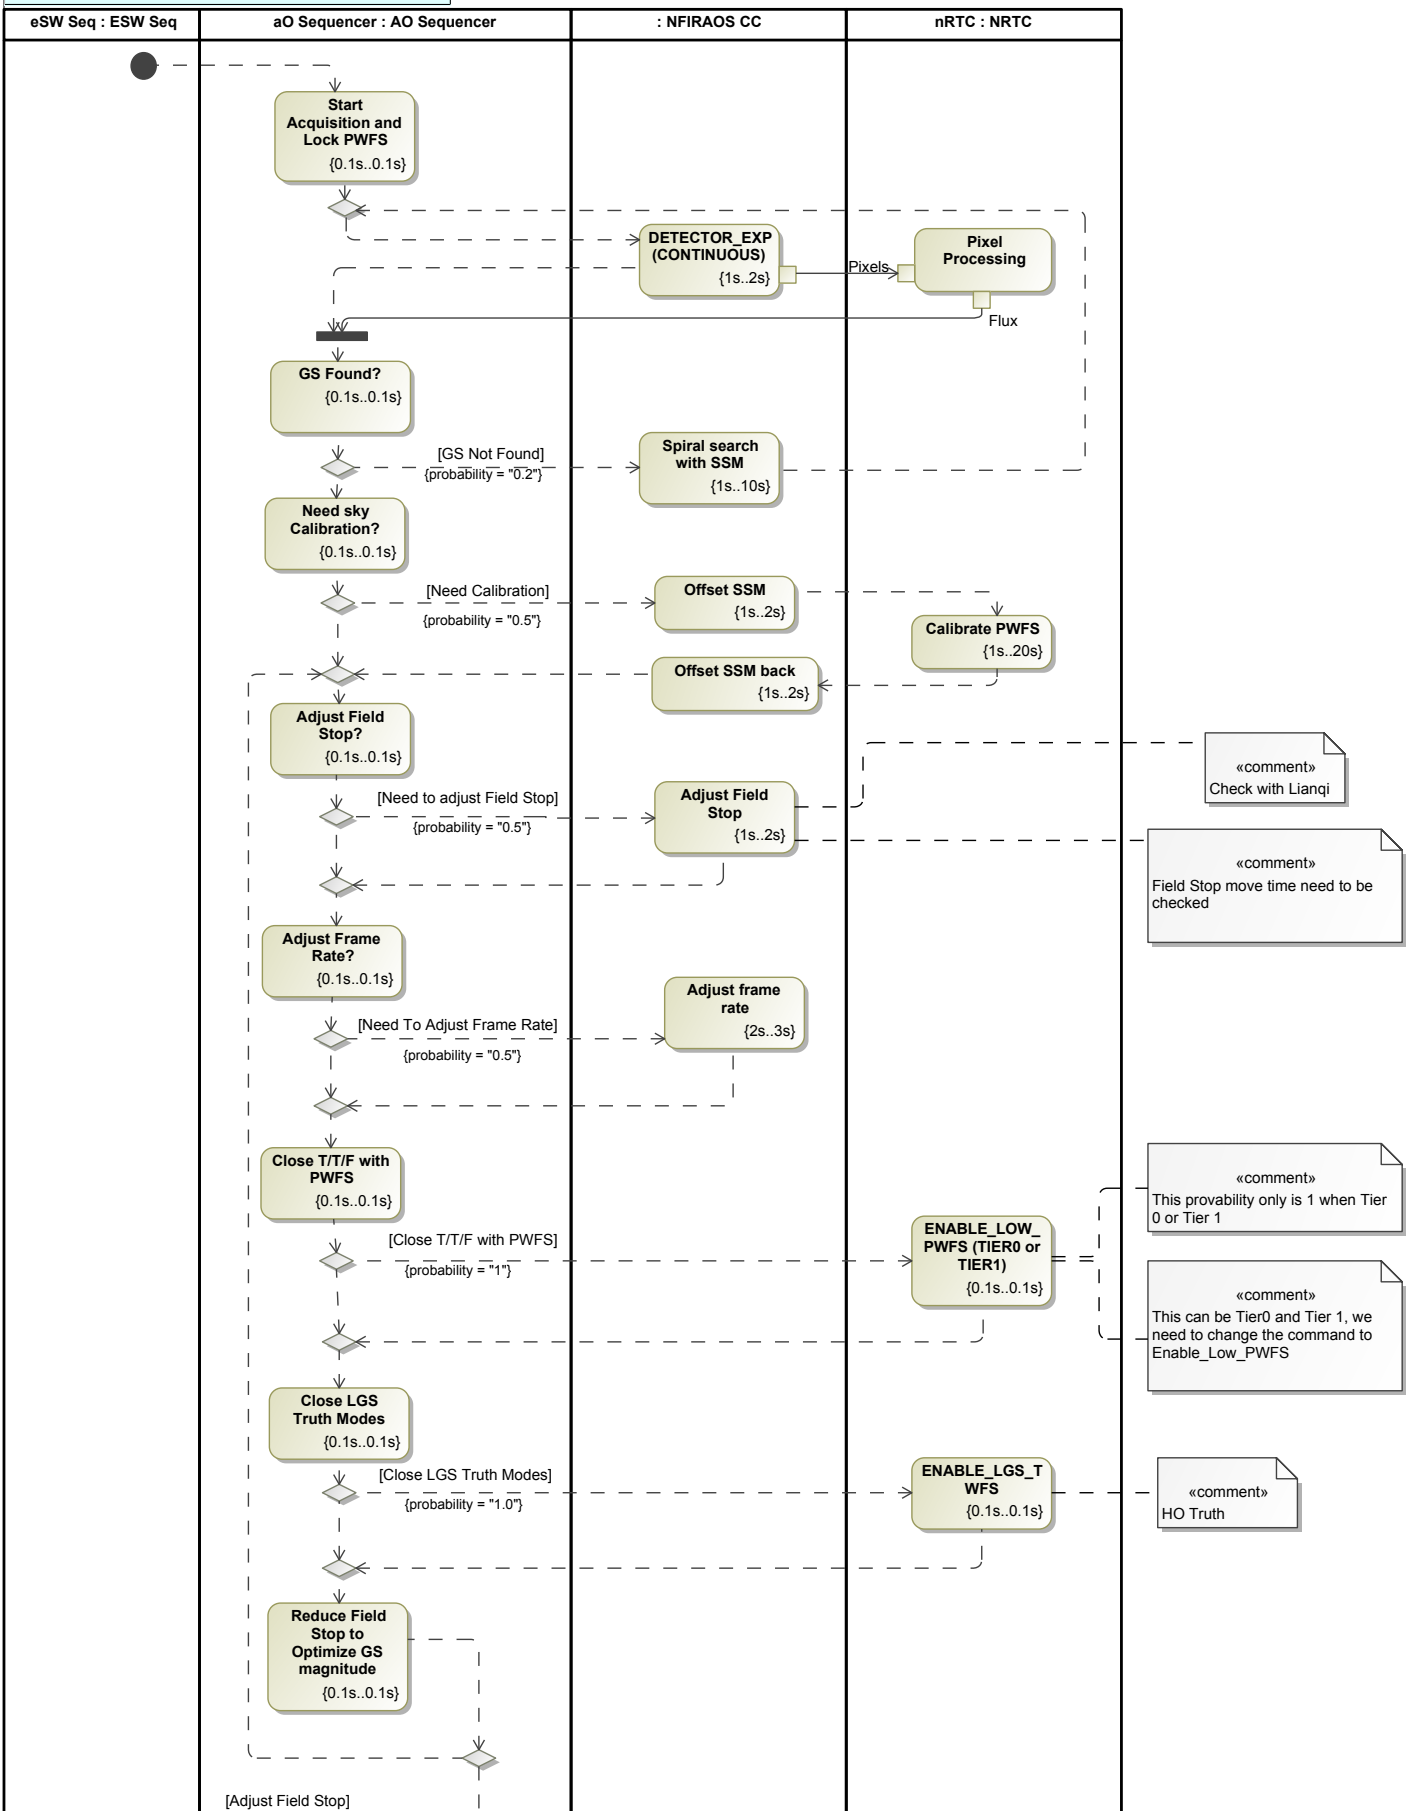 eSW Seq : ESW Seq
aO Sequencer : AO Sequencer
: NFIRAOS CC
nRTC : NRTC
Start
Acquisition and
Lock PWFS
{0.1s..0.1s}
DETECTOR_EXP
(CONTINUOUS)
{1s..2s}
Pixels
Pixel
Processing
Flux
GS Found?
{0.1s..0.1s}
[GS Not Found]
{probability = "0.2"}
Spiral search
with SSM
{1s..10s}
Need sky
Calibration?
{0.1s..0.1s}
[Need Calibration]
{probability = "0.5"}
Offset SSM
{1s..2s}
Calibrate PWFS
{1s..20s}
Offset SSM back
{1s..2s}
Adjust Field
Stop?
{0.1s..0.1s}
[Need to adjust Field Stop]
{probability = "0.5"}
Adjust Field
Stop
{1s..2s}
«comment»
Check with Lianqi
«comment»
Field Stop move time need to be
checked
Adjust Frame
Rate?
{0.1s..0.1s}
[Need To Adjust Frame Rate]
{probability = "0.5"}
Adjust frame
rate
{2s..3s}
Close T/T/F with
PWFS
{0.1s..0.1s}
[Close T/T/F with PWFS]
{probability = "1"}
ENABLE_LOW_
PWFS (TIER0 or
TIER1)
{0.1s..0.1s}
«comment»
This provability only is 1 when Tier
0 or Tier 1
«comment»
This can be Tier0 and Tier 1, we
need to change the command to
Enable_Low_PWFS
Close LGS
Truth Modes
{0.1s..0.1s}
[Close LGS Truth Modes]
{probability = "1.0"}
ENABLE_LGS_T
WFS
{0.1s..0.1s}
«comment»
HO Truth
Reduce Field
Stop to
Optimize GS
magnitude
{0.1s..0.1s}
[Adjust Field Stop]